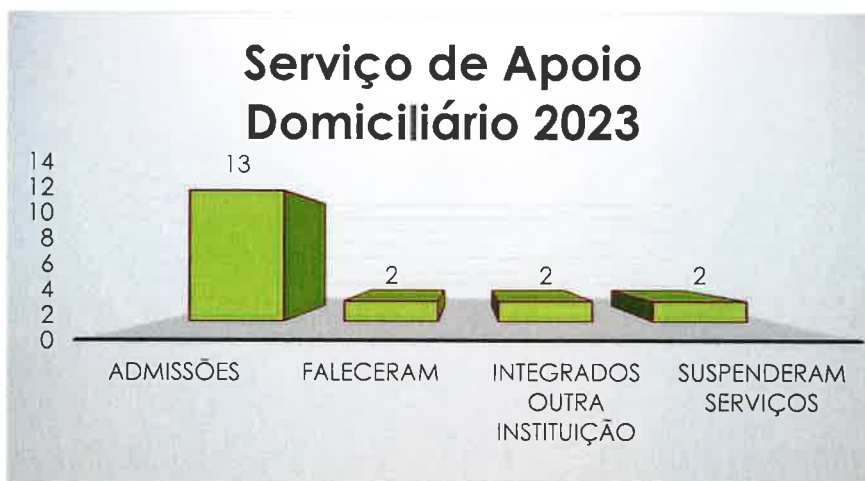 Serviço de Apoio
Domiciliário 2023
14
12
10
8
6
4
2
0
13
2
2
2
ADMISSÕES
FALECERAM
INTEGRADOS
OUTRA
INSTITUIÇÃO
SUSPENDERAM
SERVIÇOS